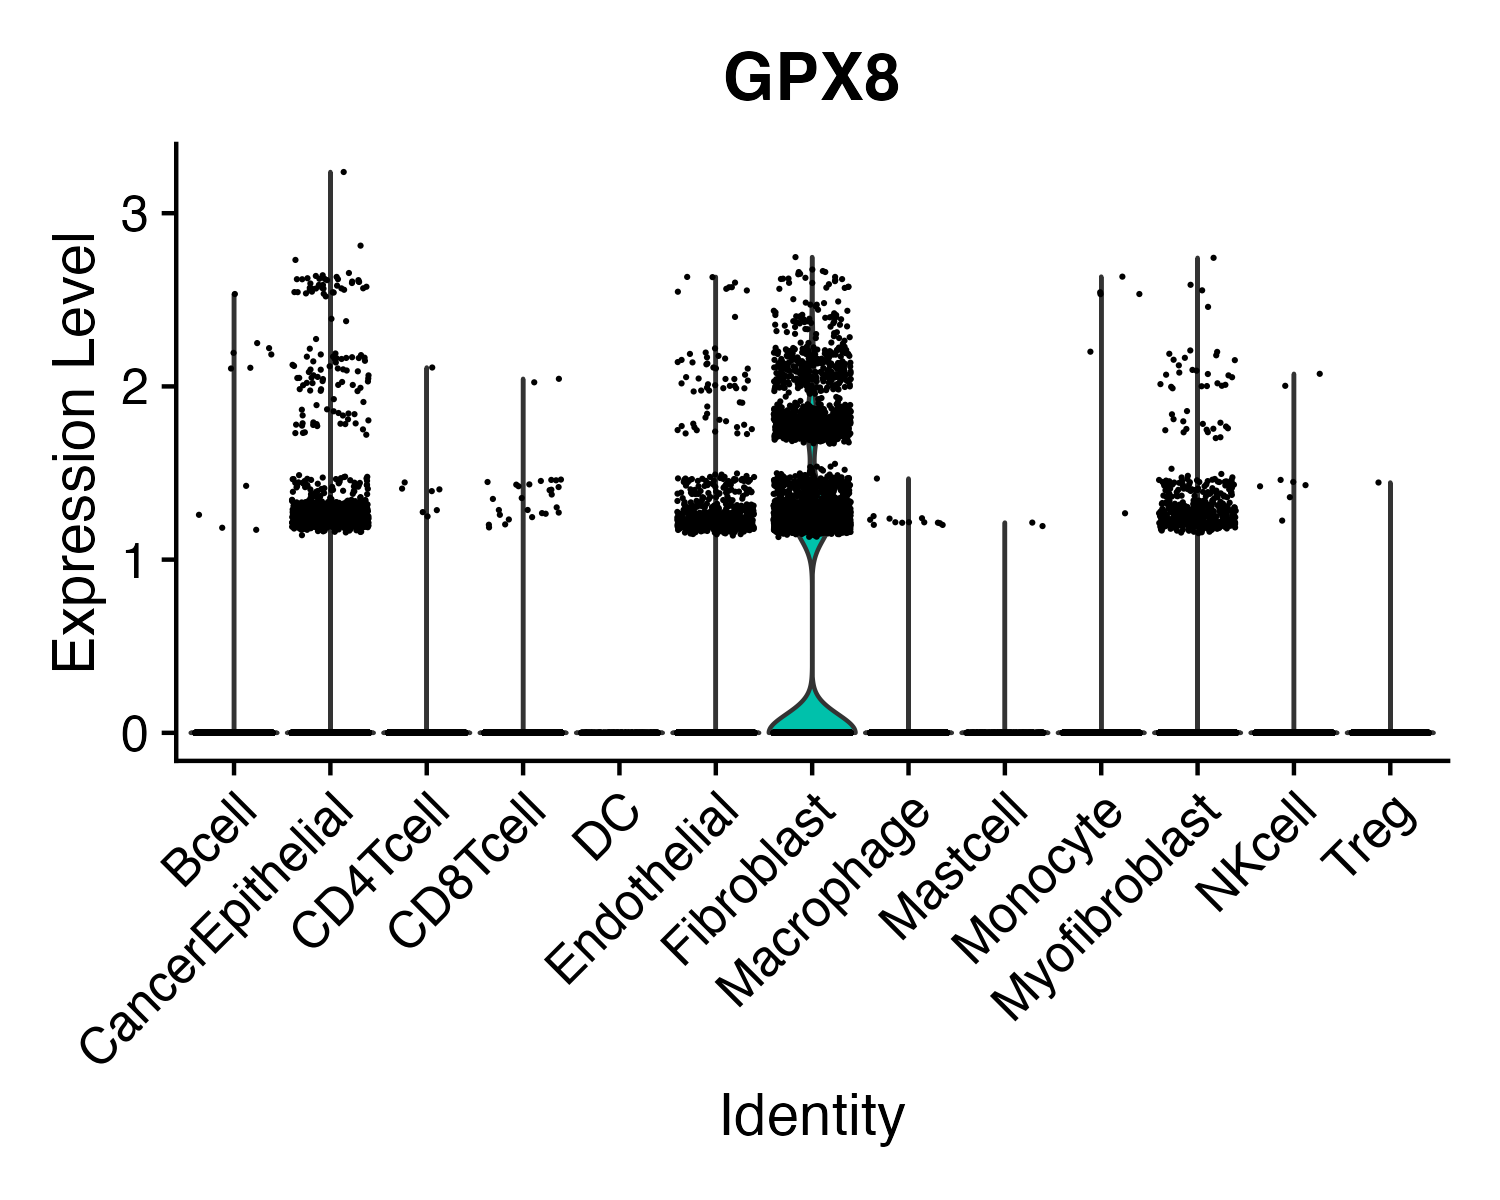 GPX8
Expression Level
3
2
1
0
Bcell
CancerEpithelial
CD4Tcell
CD8Tcell
DC
Endothelial
Fibroblast
Macrophage
Mastcell
Monocyte
Myofibroblast
NKcell
Treg
Identity